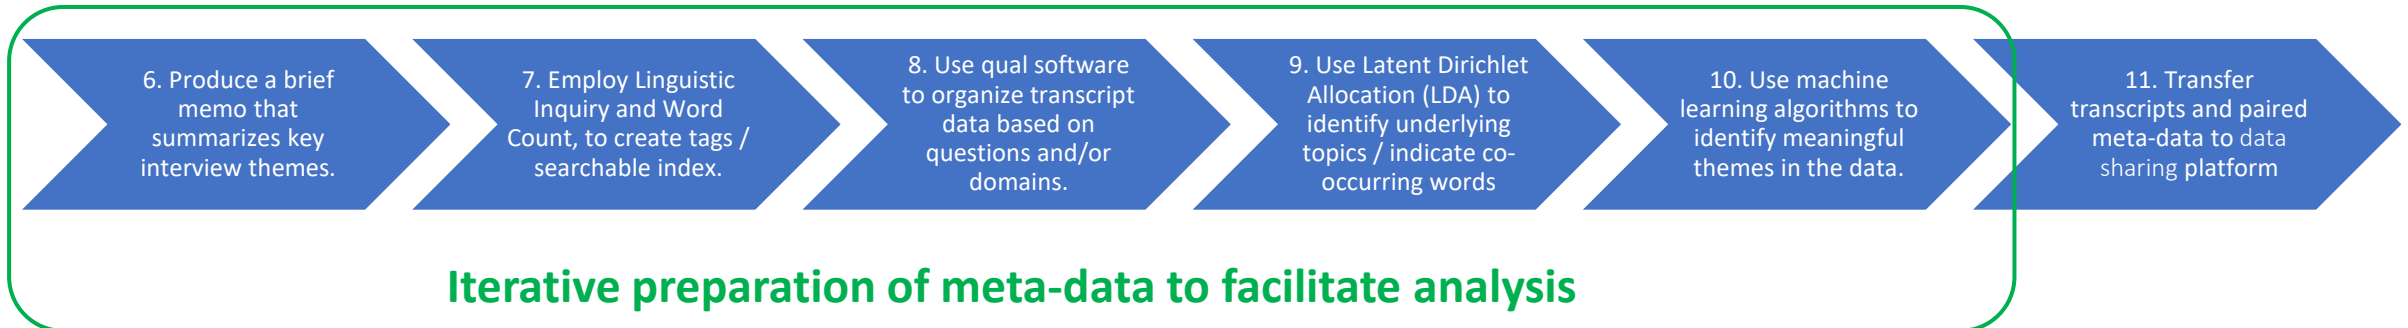 6. Produce a brief
memo that
summarizes key
interview themes.
7. Employ Linguistic
Inquiry and Word
Count, to create tags /
searchable index.
8. Use qual software
to organize transcript
data based on
questions and/or
domains.
9. Use Latent Dirichlet
Allocation (LDA) to
identify underlying
topics / indicate co-
occurring words
10. Use machine
learning algorithms to
identify meaningful
themes in the data.
11. Transfer
transcripts and paired
meta-data to data
sharing platform
Iterative preparation of meta-data to facilitate analysis